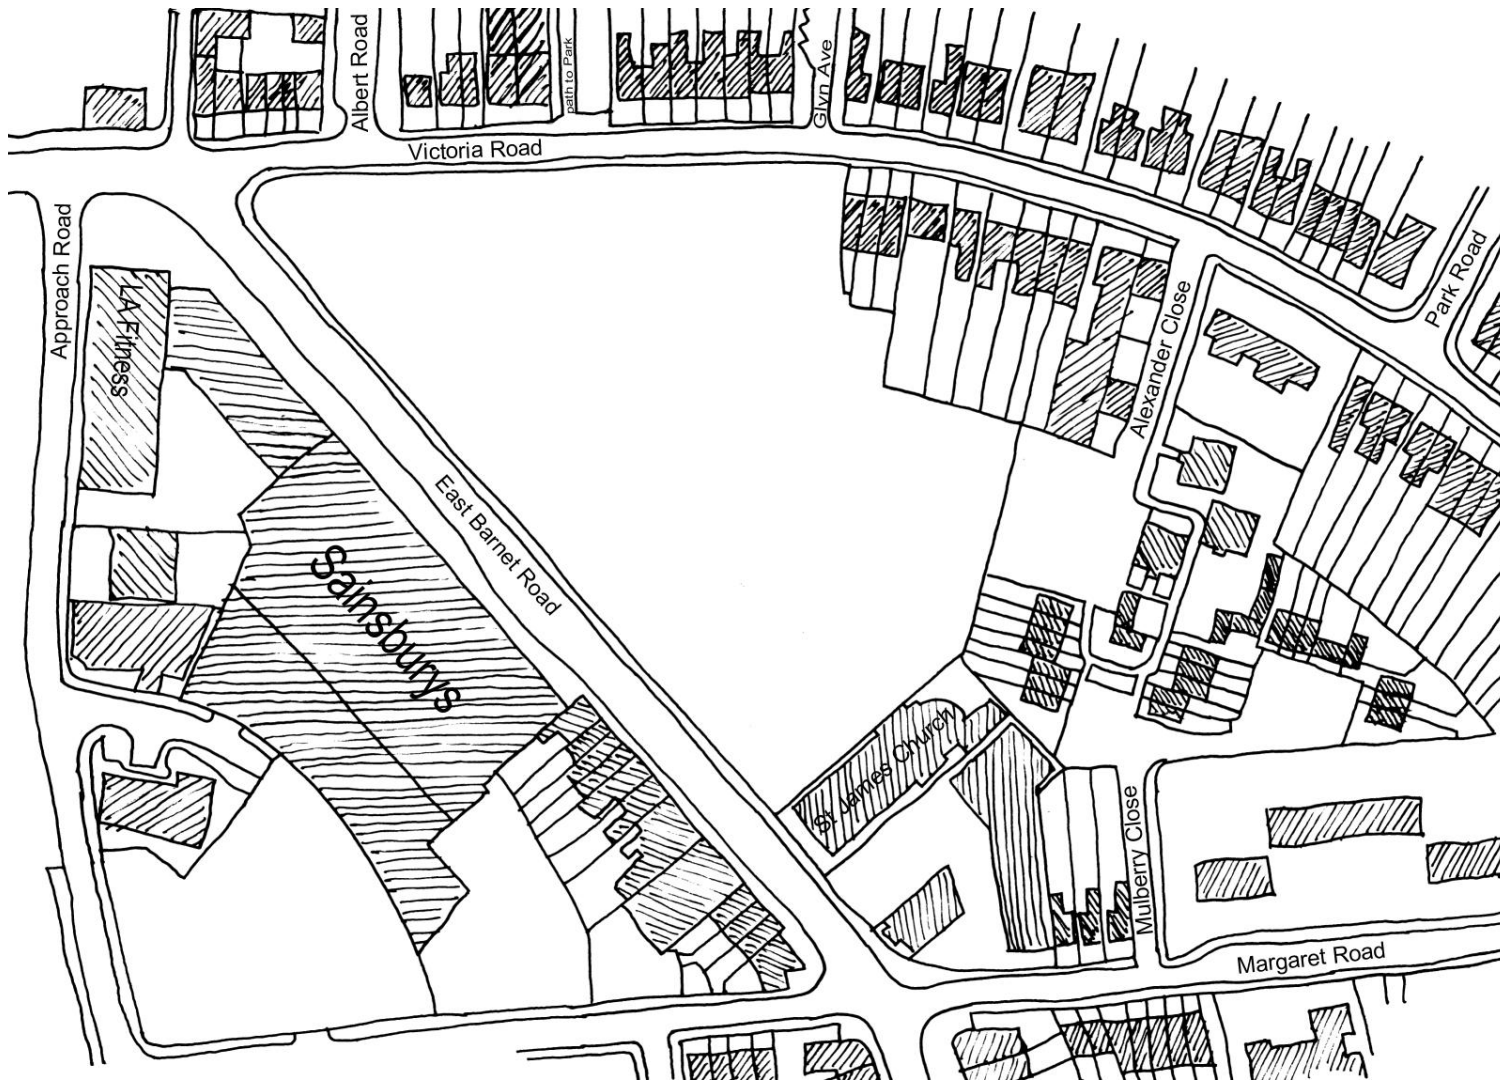 Albert Road
path to Park
Glyn Ave
Victoria Road
Approach Road
Park Road
LA Fitness
Alexander Close
East Barnet Road
Sainsburys
St James Church
Mulberry Close
Margaret Road